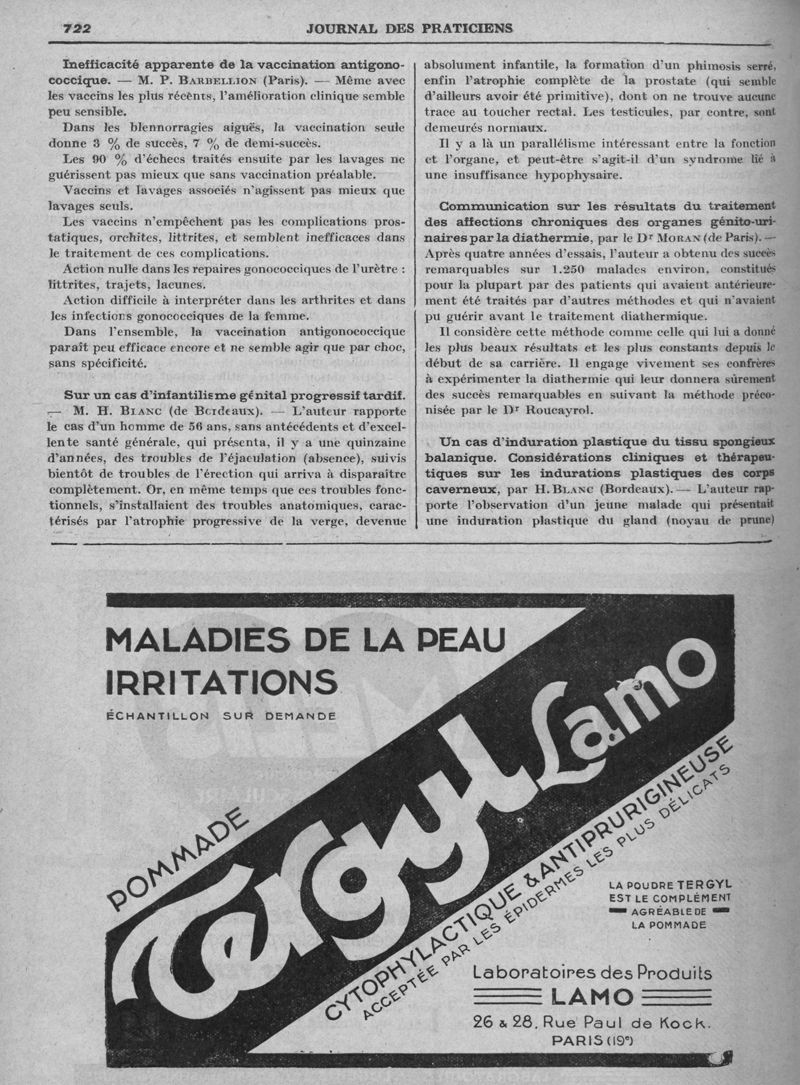 722
JOURNAL DES PRATICIENS
Inefficacité apparente de la vaccination antigono-
coccique. — M. P. BARBELLION (Paris). — Même avec
les vaccins les plus récents, l'amélioration clinique semble
peu sensible.
Dans les blennorragies aiguës, la vaccination seule
donne 3 % de succès, 7 % de demi-succès.
Les 90 % d'échecs traités ensuite par les lavages ne
guérissent pas mieux que sans vaccination préalable.
Vaccins et lavages associés n'agissent pas mieux que
lavages seuls.
Les vaccins n'empêchent pas les complications pros-
tatiques, orchites, littrites, et semblent inefficaces dans
le traitement de ces complications.
Action nulle dans les repaires gonococciques de l'urètre :
littrites, trajets, lacunes.
Action difficile à interpréter dans les arthrites et dans
les infections gonococciques de la femme.
Dans l'ensemble, la vaccination antigonococcique
paraît peu efficace encore et ne semble agir que par choc,
sans spécificité.
Sur un cas d'infantilisme génital progressif tardif.
— M. H. BLANC (de Bordeaux). — L'auteur rapporte
le cas d'un homme de 56 ans, sans antécédents et d'excel-
lente santé générale, qui présenta, il y a une quinzaine
d'années, des troubles de l'éjaculation (absence), suivis
bientôt de troubles de l'érection qui arriva à disparaître
complètement. Or, en même temps que ces troubles fonc-
tionnels, s'installaient des troubles anatomiques, carac-
térisés par l'atrophie progressive de la verge, devenue
absolument infantile, la formation d'un phimosis serré,
enfin l'atrophie complète de la prostate (qui semble
d'ailleurs avoir été primitive), dont on ne trouve aucune
trace au toucher rectal. Les testicules, par contre, sont
demeurés normaux.
Il y a là un parallélisme intéressant entre la fonction
et l'organe, et peut-être s'agit-il d'un syndrome lié à
une insuffisance hypophysaire.
Communication sur les résultats du traitement
des affections chroniques des organes génito-uri-
naires par la diathermie, par le Dr MORAN (de Paris). —
Après quatre années d'essais, l'auteur a obtenu des succès
remarquables sur 1.250 malades environ, constitués
pour la plupart par des patients qui avaient antérieure-
ment été traités par d'autres méthodes et qui n'avaient
pu guérir avant le traitement diathermique.
Il considère cette méthode comme celle qui lui a donné
les plus beaux résultats et les plus constants depuis le
début de sa carrière. Il engage vivement ses confrères
à expérimenter la diathermie qui leur donnera sûrement
des succès remarquables en suivant la méthode préco-
nisée par le Dr Roucayrol.
Un cas d'induration plastique du tissu spongieux
balanique. Considérations cliniques et thérapeu-
tiques sur les indurations plastiques des corps
caverneux, par H. BLANC (Bordeaux). — L'auteur rap-
porte l'observation d'un jeune malade qui présentait
une induration plastique du gland (noyau de prune)
MALADIES DE LA PEAU
IRRITATIONS
ÉCHANTILLON SUR DEMANDE
POMMADE
Tergyl Lamo
CYTOPHYLACTIQUE & ANTIPRURIGINEUSE
ACCEPTÉE PAR LES ÉPIDERMES LES PLUS DÉLICATS
LA POUDRE TERGYL
EST LE COMPLÉMENT
AGRÉABLE DE
LA POMMADE
Laboratoires des Produits
LAMO
26 & 28, Rue Paul de Kock.
PARIS (19e)